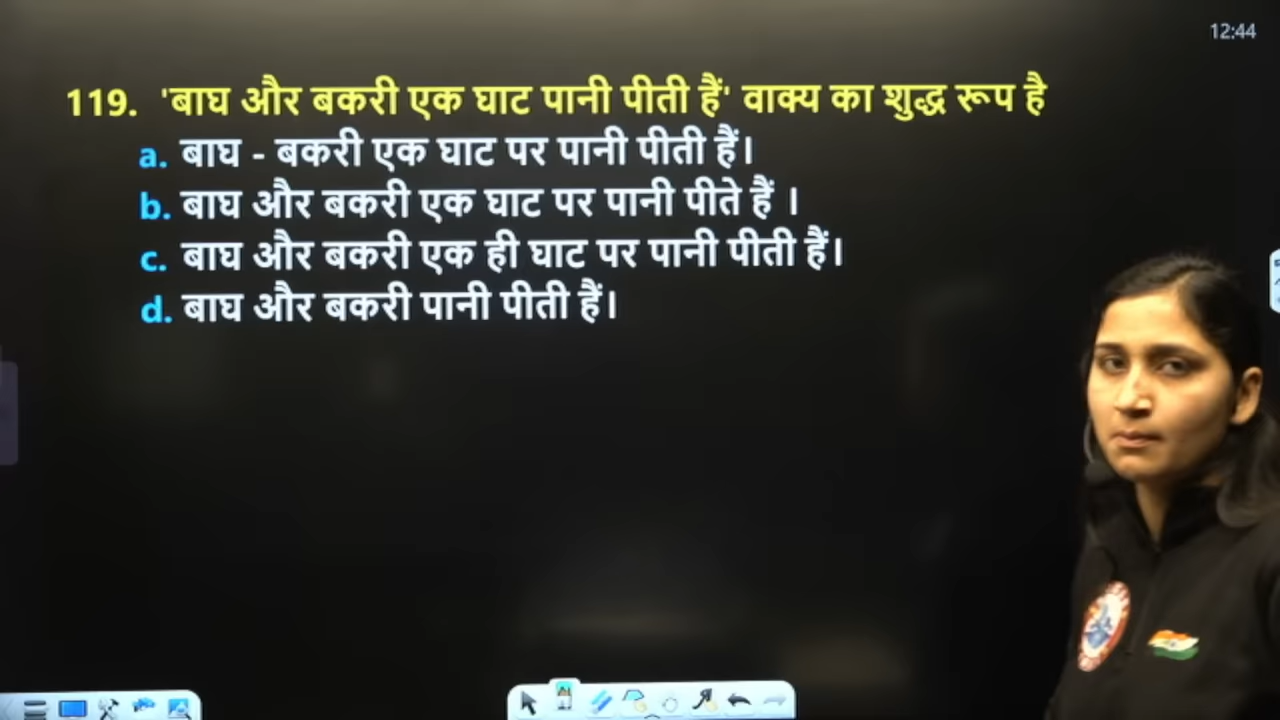 12:44
119. 'बाघ और बकरी एक घाट पानी पीती हैं' वाक्य का शुद्ध रूप है
a. बाघ - बकरी एक घाट पर पानी पीती हैं।
b. बाघ और बकरी एक घाट पर पानी पीते हैं ।
c. बाघ और बकरी एक ही घाट पर पानी पीती हैं।
d. बाघ और बकरी पानी पीती हैं।